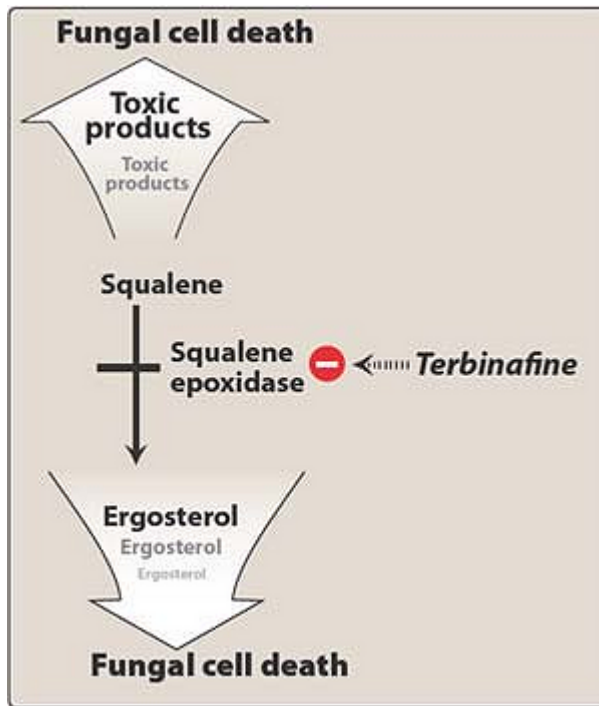 Fungal cell death
Toxic
products
Toxic
products
Squalene
Squalene
epoxidase
Terbinafine
Ergosterol
Ergosterol
Ergosterol
Fungal cell death